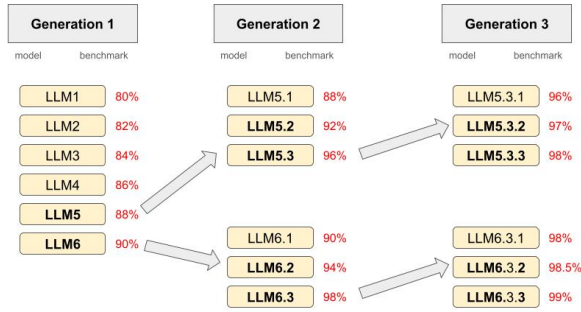 Generation 1
Generation 2
Generation 3
model benchmark
model benchmark
model benchmark
LLM1 80%
LLM2 82%
LLM3 84%
LLM4 86%
LLM5 88%
LLM6 90%
LLM5.1 88%
LLM5.2 92%
LLM5.3 96%
LLM6.1 90%
LLM6.2 94%
LLM6.3 98%
LLM5.3.1 96%
LLM5.3.2 97%
LLM5.3.3 98%
LLM6.3.1 98%
LLM6.3.2 98.5%
LLM6.3.3 99%